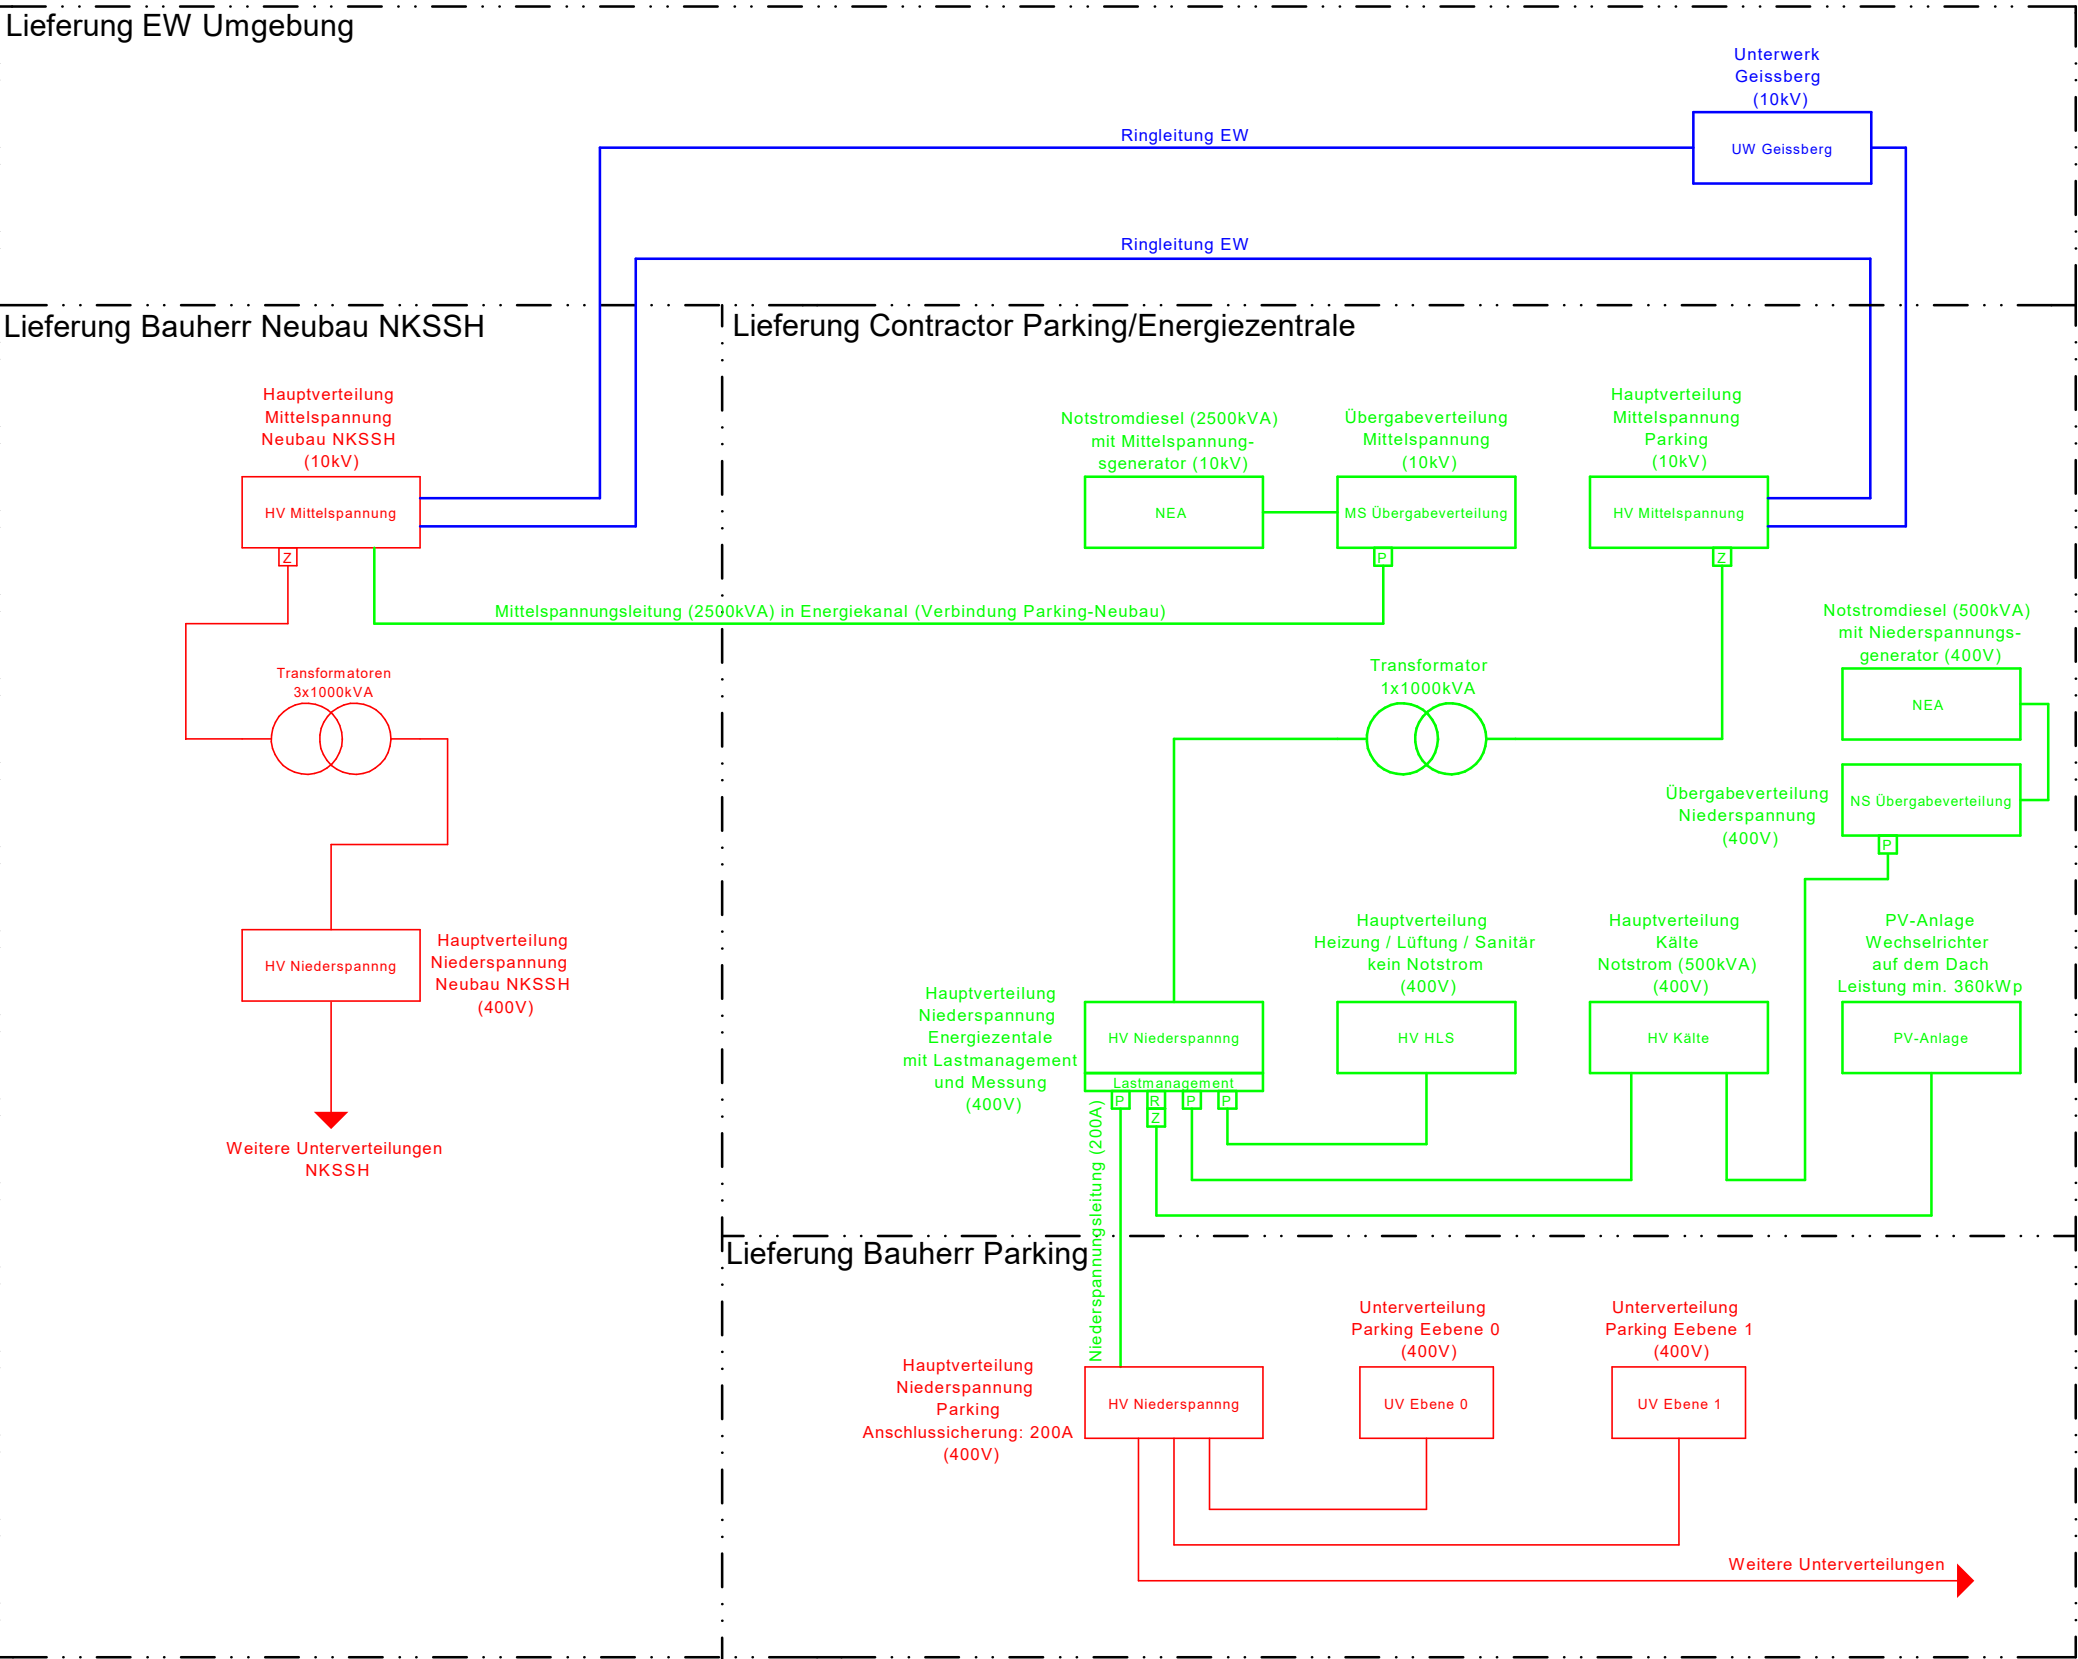 Lieferung EW Umgebung
Unterwerk
Geissberg
(10kV)
UW Geissberg
Ringleitung EW
Ringleitung EW
Lieferung Bauherr Neubau NKSSH
Hauptverteilung
Mittelspannung
Neubau NKSSH
(10kV)
HV Mittelspannung
Z
Transformatoren
3x1000kVA
HV Niederspannng
Hauptverteilung
Niederspannung
Neubau NKSSH
(400V)
Weitere Unterverteilungen
NKSSH
Lieferung Contractor Parking/Energiezentrale
Notstromdiesel (2500kVA)
mit Mittelspannung-
sgenerator (10kV)
NEA
Übergabeverteilung
Mittelspannung
(10kV)
MS Übergabeverteilung
P
Hauptverteilung
Mittelspannung
Parking
(10kV)
HV Mittelspannung
Z
Mittelspannungsleitung (2500kVA) in Energiekanal (Verbindung Parking-Neubau)
Transformator
1x1000kVA
Notstromdiesel (500kVA)
mit Niederspannungs-
generator (400V)
NEA
Übergabeverteilung
Niederspannung
(400V)
NS Übergabeverteilung
P
Hauptverteilung
Niederspannung
Energiezentale
mit Lastmanagement
und Messung
(400V)
HV Niederspannng
Lastmanagement
P
R
P
P
Z
Hauptverteilung
Heizung / Lüftung / Sanitär
kein Notstrom
(400V)
HV HLS
Hauptverteilung
Kälte
Notstrom (500kVA)
(400V)
HV Kälte
PV-Anlage
Wechselrichter
auf dem Dach
Leistung min. 360kWp
PV-Anlage
Niederspannungsleitung (200A)
Lieferung Bauherr Parking
Hauptverteilung
Niederspannung
Parking
Anschlussicherung: 200A
(400V)
HV Niederspannng
Unterverteilung
Parking Eebene 0
(400V)
UV Ebene 0
Unterverteilung
Parking Eebene 1
(400V)
UV Ebene 1
Weitere Unterverteilungen